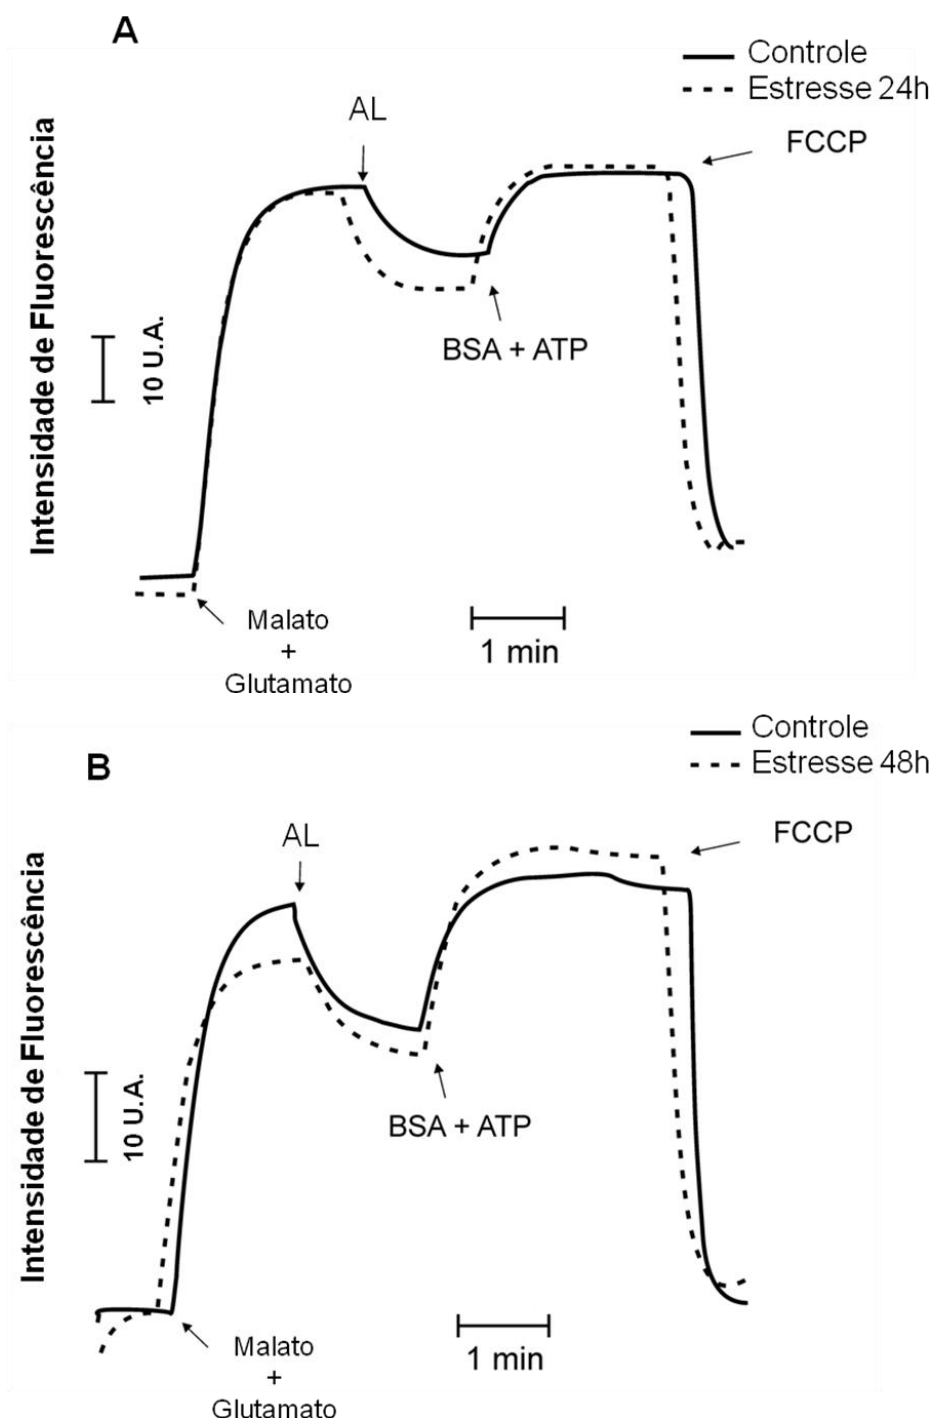 A
Controle
Estresse 24h
AL
FCCP
Intensidade de Fluorescência
10 U.A.
BSA + ATP
Malato
+
Glutamato
1 min
Controle
Estresse 48h
B
AL
FCCP
Intensidade de Fluorescência
10 U.A.
BSA + ATP
Malato
+
Glutamato
1 min